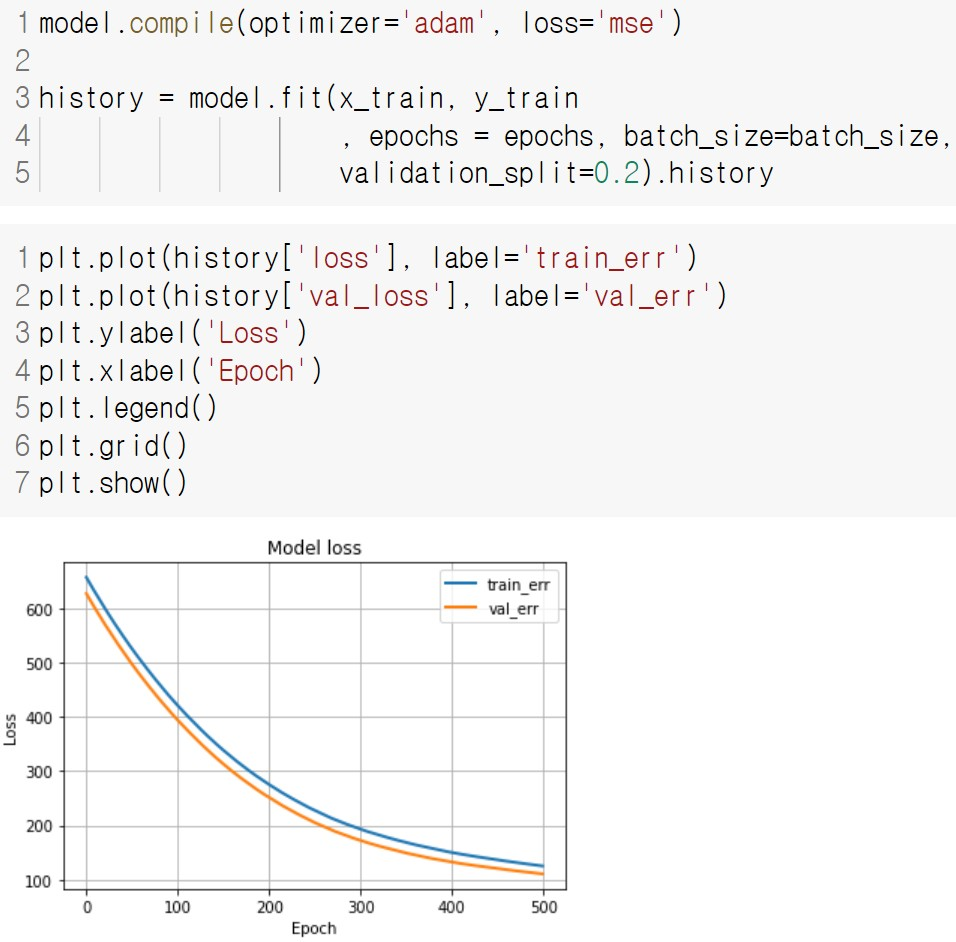 1 model.compile(optimizer='adam', loss='mse')
2
3 history = model.fit(x_train, y_train
4 , epochs = epochs, batch_size=batch_size,
5 validation_split=0.2).history
1 plt.plot(history['loss'], label='train_err')
2 plt.plot(history['val_loss'], label='val_err')
3 plt.ylabel('Loss')
4 plt.xlabel('Epoch')
5 plt.legend()
6 plt.grid()
7 plt.show()
Model loss
train_err
val_err
600
500
400
300
200
100
Loss
0 100 200 300 400 500
Epoch